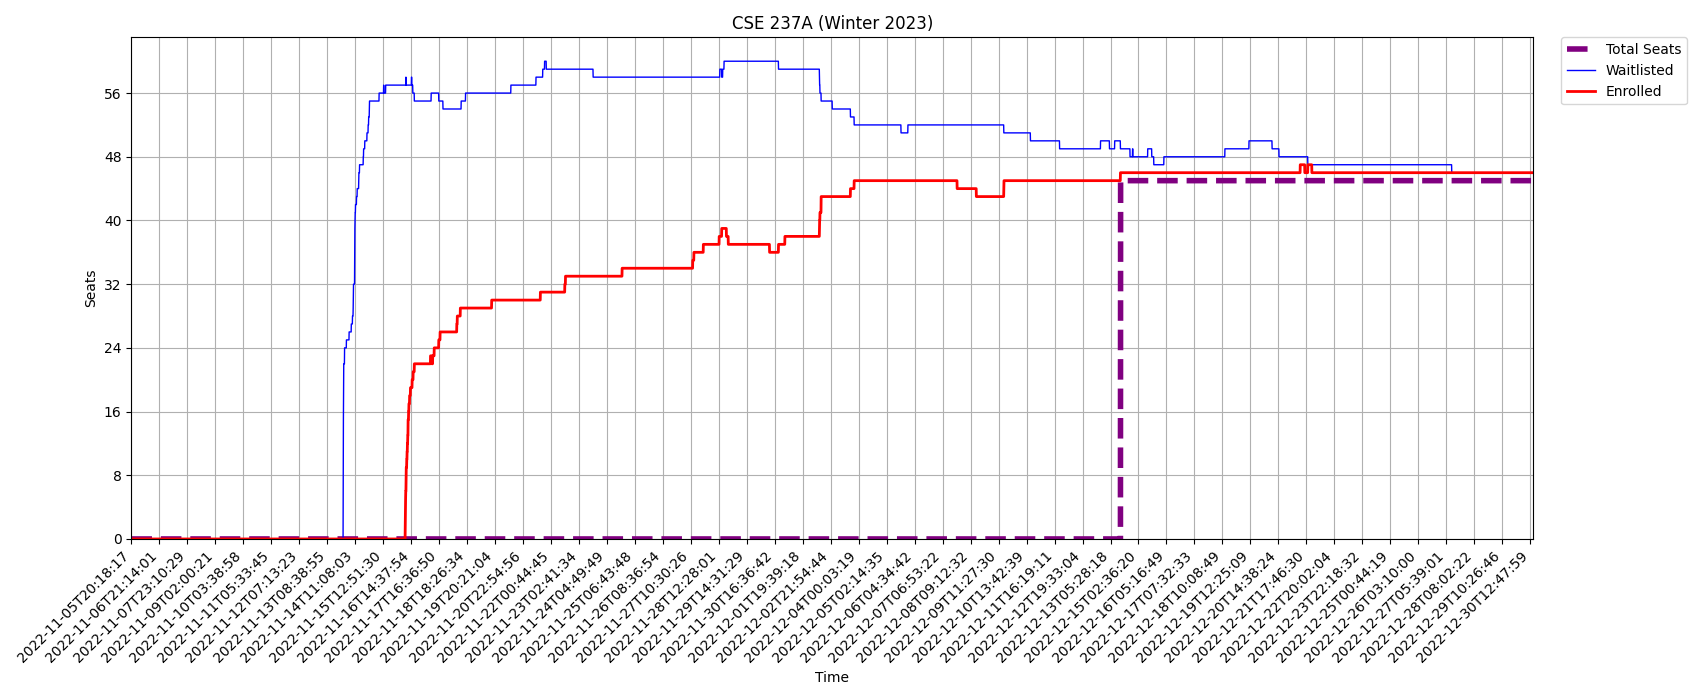 CSE 237A (Winter 2023)
Total Seats
Waitlisted
Enrolled
56
48
40
32
24
16
8
0
Seats
2022-11-05T20:18:17
2022-11-06T21:14:01
2022-11-07T23:10:29
2022-11-09T02:00:21
2022-11-10T03:38:58
2022-11-11T05:33:45
2022-11-12T07:13:23
2022-11-13T08:38:55
2022-11-14T11:08:03
2022-11-15T12:51:30
2022-11-16T14:37:54
2022-11-17T16:36:50
2022-11-18T18:26:34
2022-11-19T20:21:04
2022-11-20T22:54:56
2022-11-22T00:44:45
2022-11-23T02:41:34
2022-11-24T04:49:49
2022-11-25T06:43:48
2022-11-26T08:36:54
2022-11-27T10:30:26
2022-11-28T12:28:01
2022-11-29T14:31:29
2022-11-30T16:36:42
2022-12-01T19:39:18
2022-12-02T21:54:44
2022-12-04T00:03:19
2022-12-05T02:14:35
2022-12-06T04:34:42
2022-12-07T06:53:22
2022-12-08T09:12:32
2022-12-09T11:27:30
2022-12-10T13:42:39
2022-12-11T16:19:11
2022-12-12T19:33:04
2022-12-13T05:28:18
2022-12-15T02:36:20
2022-12-16T05:16:49
2022-12-17T07:32:33
2022-12-18T10:08:49
2022-12-19T12:25:09
2022-12-20T14:38:24
2022-12-21T17:46:30
2022-12-22T20:02:04
2022-12-23T22:18:32
2022-12-25T00:44:19
2022-12-26T03:10:00
2022-12-27T05:39:01
2022-12-28T08:02:22
2022-12-29T10:26:46
2022-12-30T12:47:59
Time